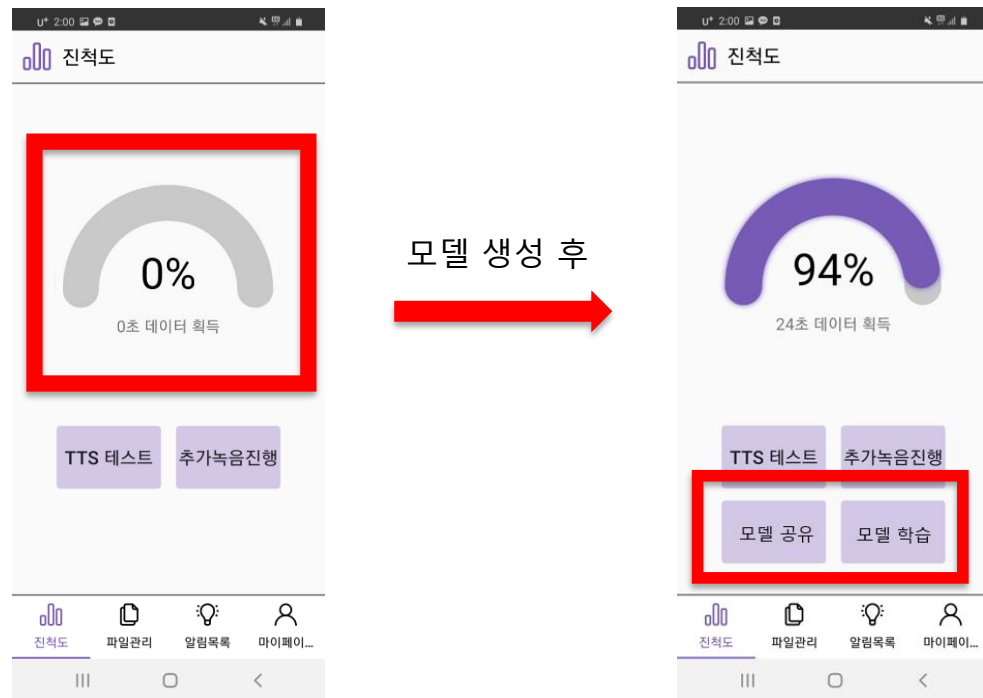 U+ 2:00
진척도
0%
0초 데이터 획득
TTS 테스트
추가녹음진행
진척도
파일관리
알림목록
마이페이...
모델 생성 후
U+ 2:00
진척도
94%
24초 데이터 획득
TTS 테스트
추가녹음진행
모델 공유
모델 학습
진척도
파일관리
알림목록
마이페이...